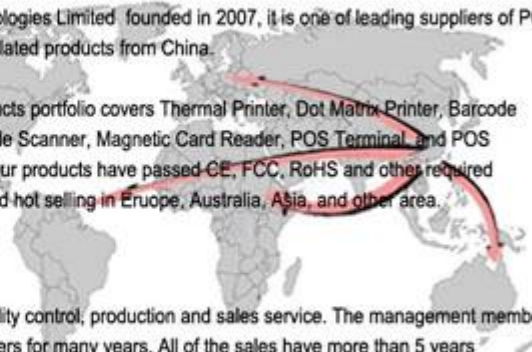 ologies Limited founded in 2007, it is one of leading suppliers of P
lated products from China.
cts portfolio covers Thermal Printer, Dot Matrix Printer, Barcode
le Scanner, Magnetic Card Reader, POS Terminal, and POS
ur products have passed CE, FCC, RoHS and other required
d hot selling in Eruope, Australia, Asia, and other area.
lity control, production and sales service. The management memb
ers for many years. All of the sales have more than 5 years